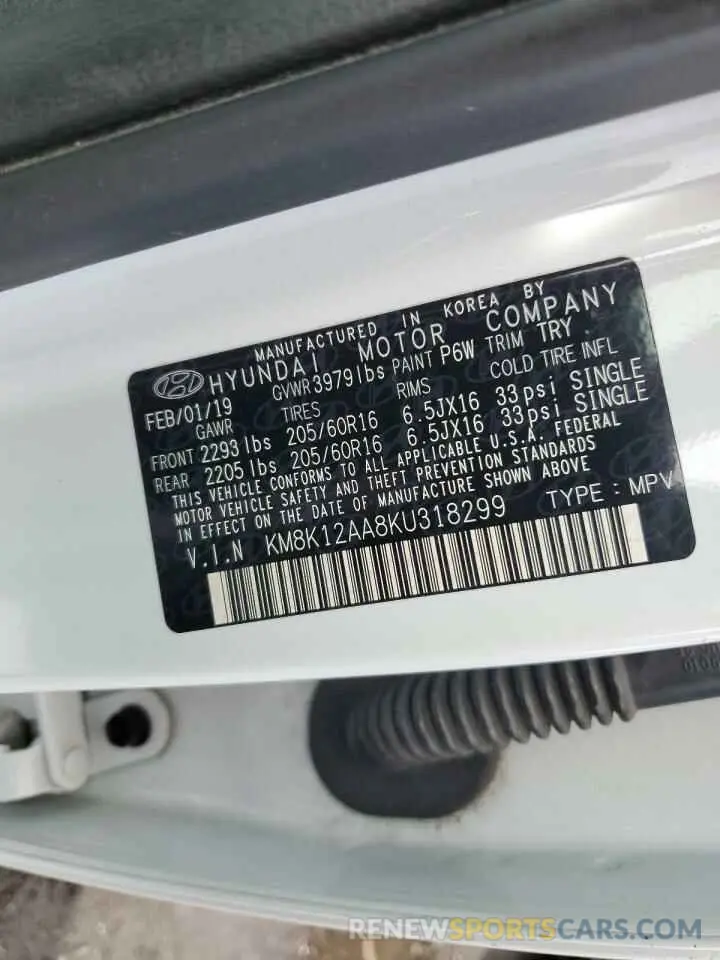 MANUFACTURED IN KOREA BY
HYUNDAI MOTOR COMPANY
FEB/01/19 GVWR 3979 lbs PAINT P6W TRIM TRY
GAWR TIRES RIMS COLD TIRE INFL
FRONT 2293 lbs 205/60R16 6.5JX16 33 psi SINGLE
REAR 2205 lbs 205/60R16 6.5JX16 33 psi SINGLE
THIS VEHICLE CONFORMS TO ALL APPLICABLE U.S.A. FEDERAL
MOTOR VEHICLE SAFETY AND THEFT PREVENTION STANDARDS
IN EFFECT ON THE DATE OF MANUFACTURE SHOWN ABOVE
V.I.N KM8K12AA8KU318299 TYPE : MPV
RENEWSPORTSCARS.COM